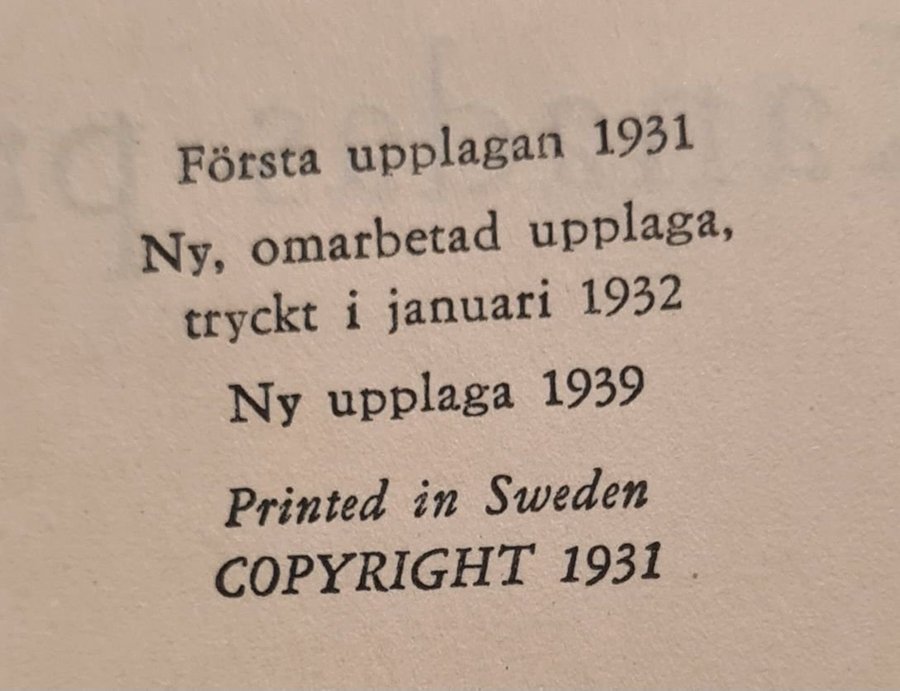 Första upplagan 1931
Ny, omarbetad upplaga,
tryckt i januari 1932
Ny upplaga 1939
Printed in Sweden
COPYRIGHT 1931